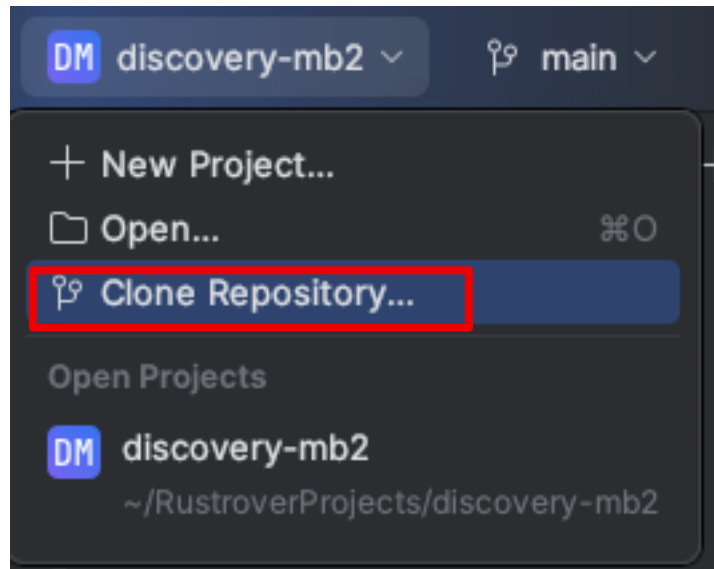 DM discovery-mb2 main
New Project...
Open... ⌘O
Clone Repository...
Open Projects
DM discovery-mb2
~/RustroverProjects/discovery-mb2